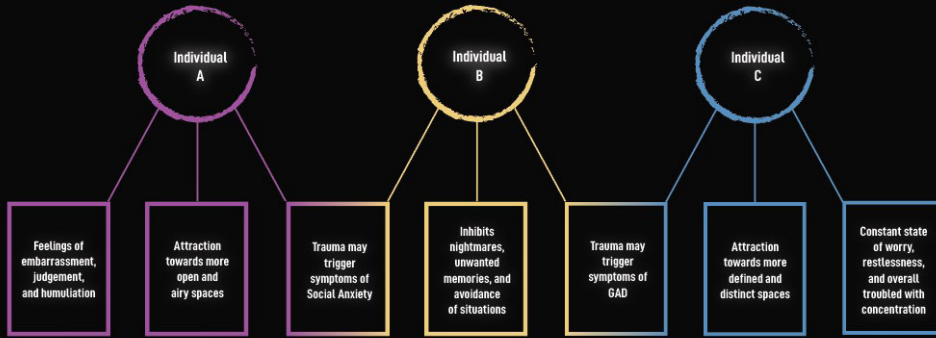 Individual
A
Individual
B
Individual
C
Feelings of
embarrassment,
judgement,
and humuliation
Attraction
towards more
open and
airy spaces
Trauma may
trigger
symptoms of
Social Anxiety
Inhibits
nightmares,
unwanted
memories, and
avoidance
of situations
Trauma may
trigger
symptoms of
GAD
Attraction
towards more
defined and
distinct spaces
Constant state
of worry,
restlessness,
and overall
troubled with
concentration